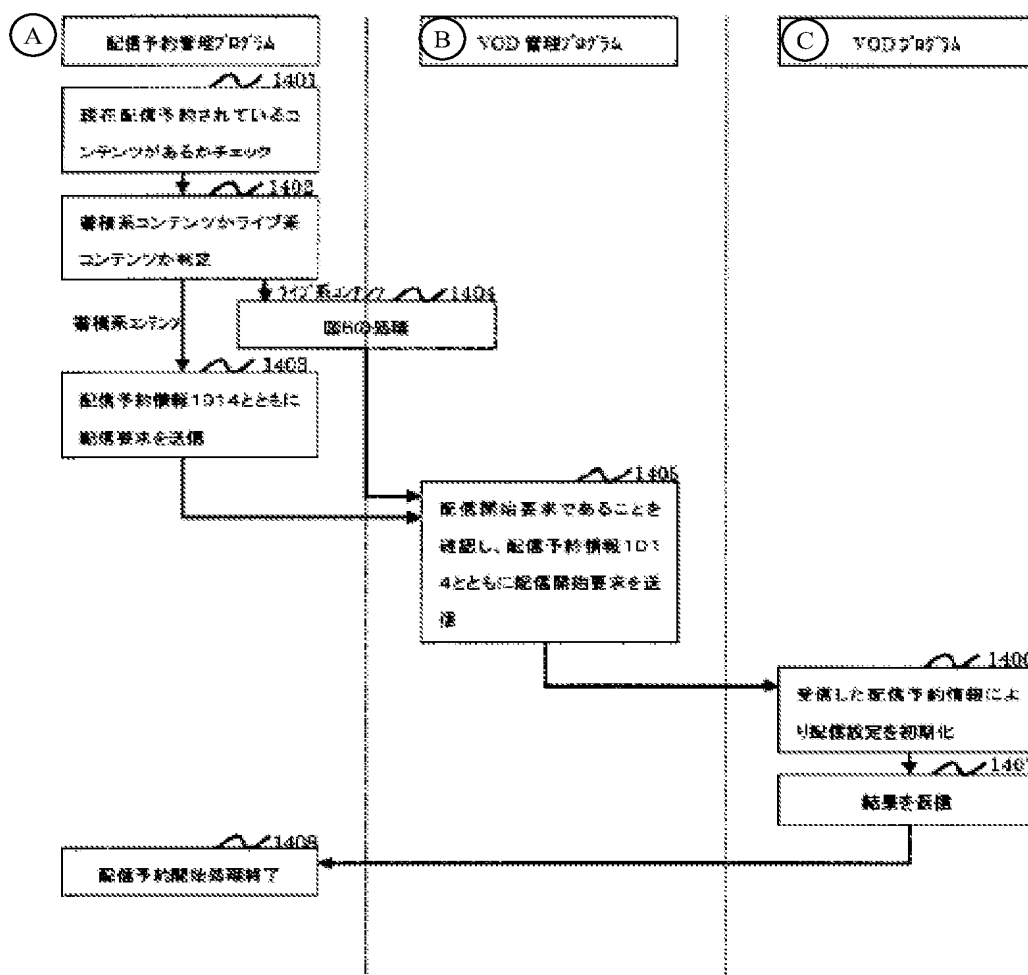 A
配信予約管理プログラム
B
VOD 管理プログラム
C
VODプログラム
1401
現在配信予約されているコ
ンテンツがあるかチェック
1402
蓄積系コンテンツかライブ系
コンテンツか判定
ライブ系コンテンツ
1404
蓄積系コンテンツ
の処理
1403
配信予約情報1014とともに
配信要求を送信
1405
配信開始要求であることを
確認し、配信予約情報101
4とともに配信開始要求を送
信
1406
受信した配信予約情報によ
り配信設定を初期化
1407
結果を返信
1408
配信予約開始処理終了